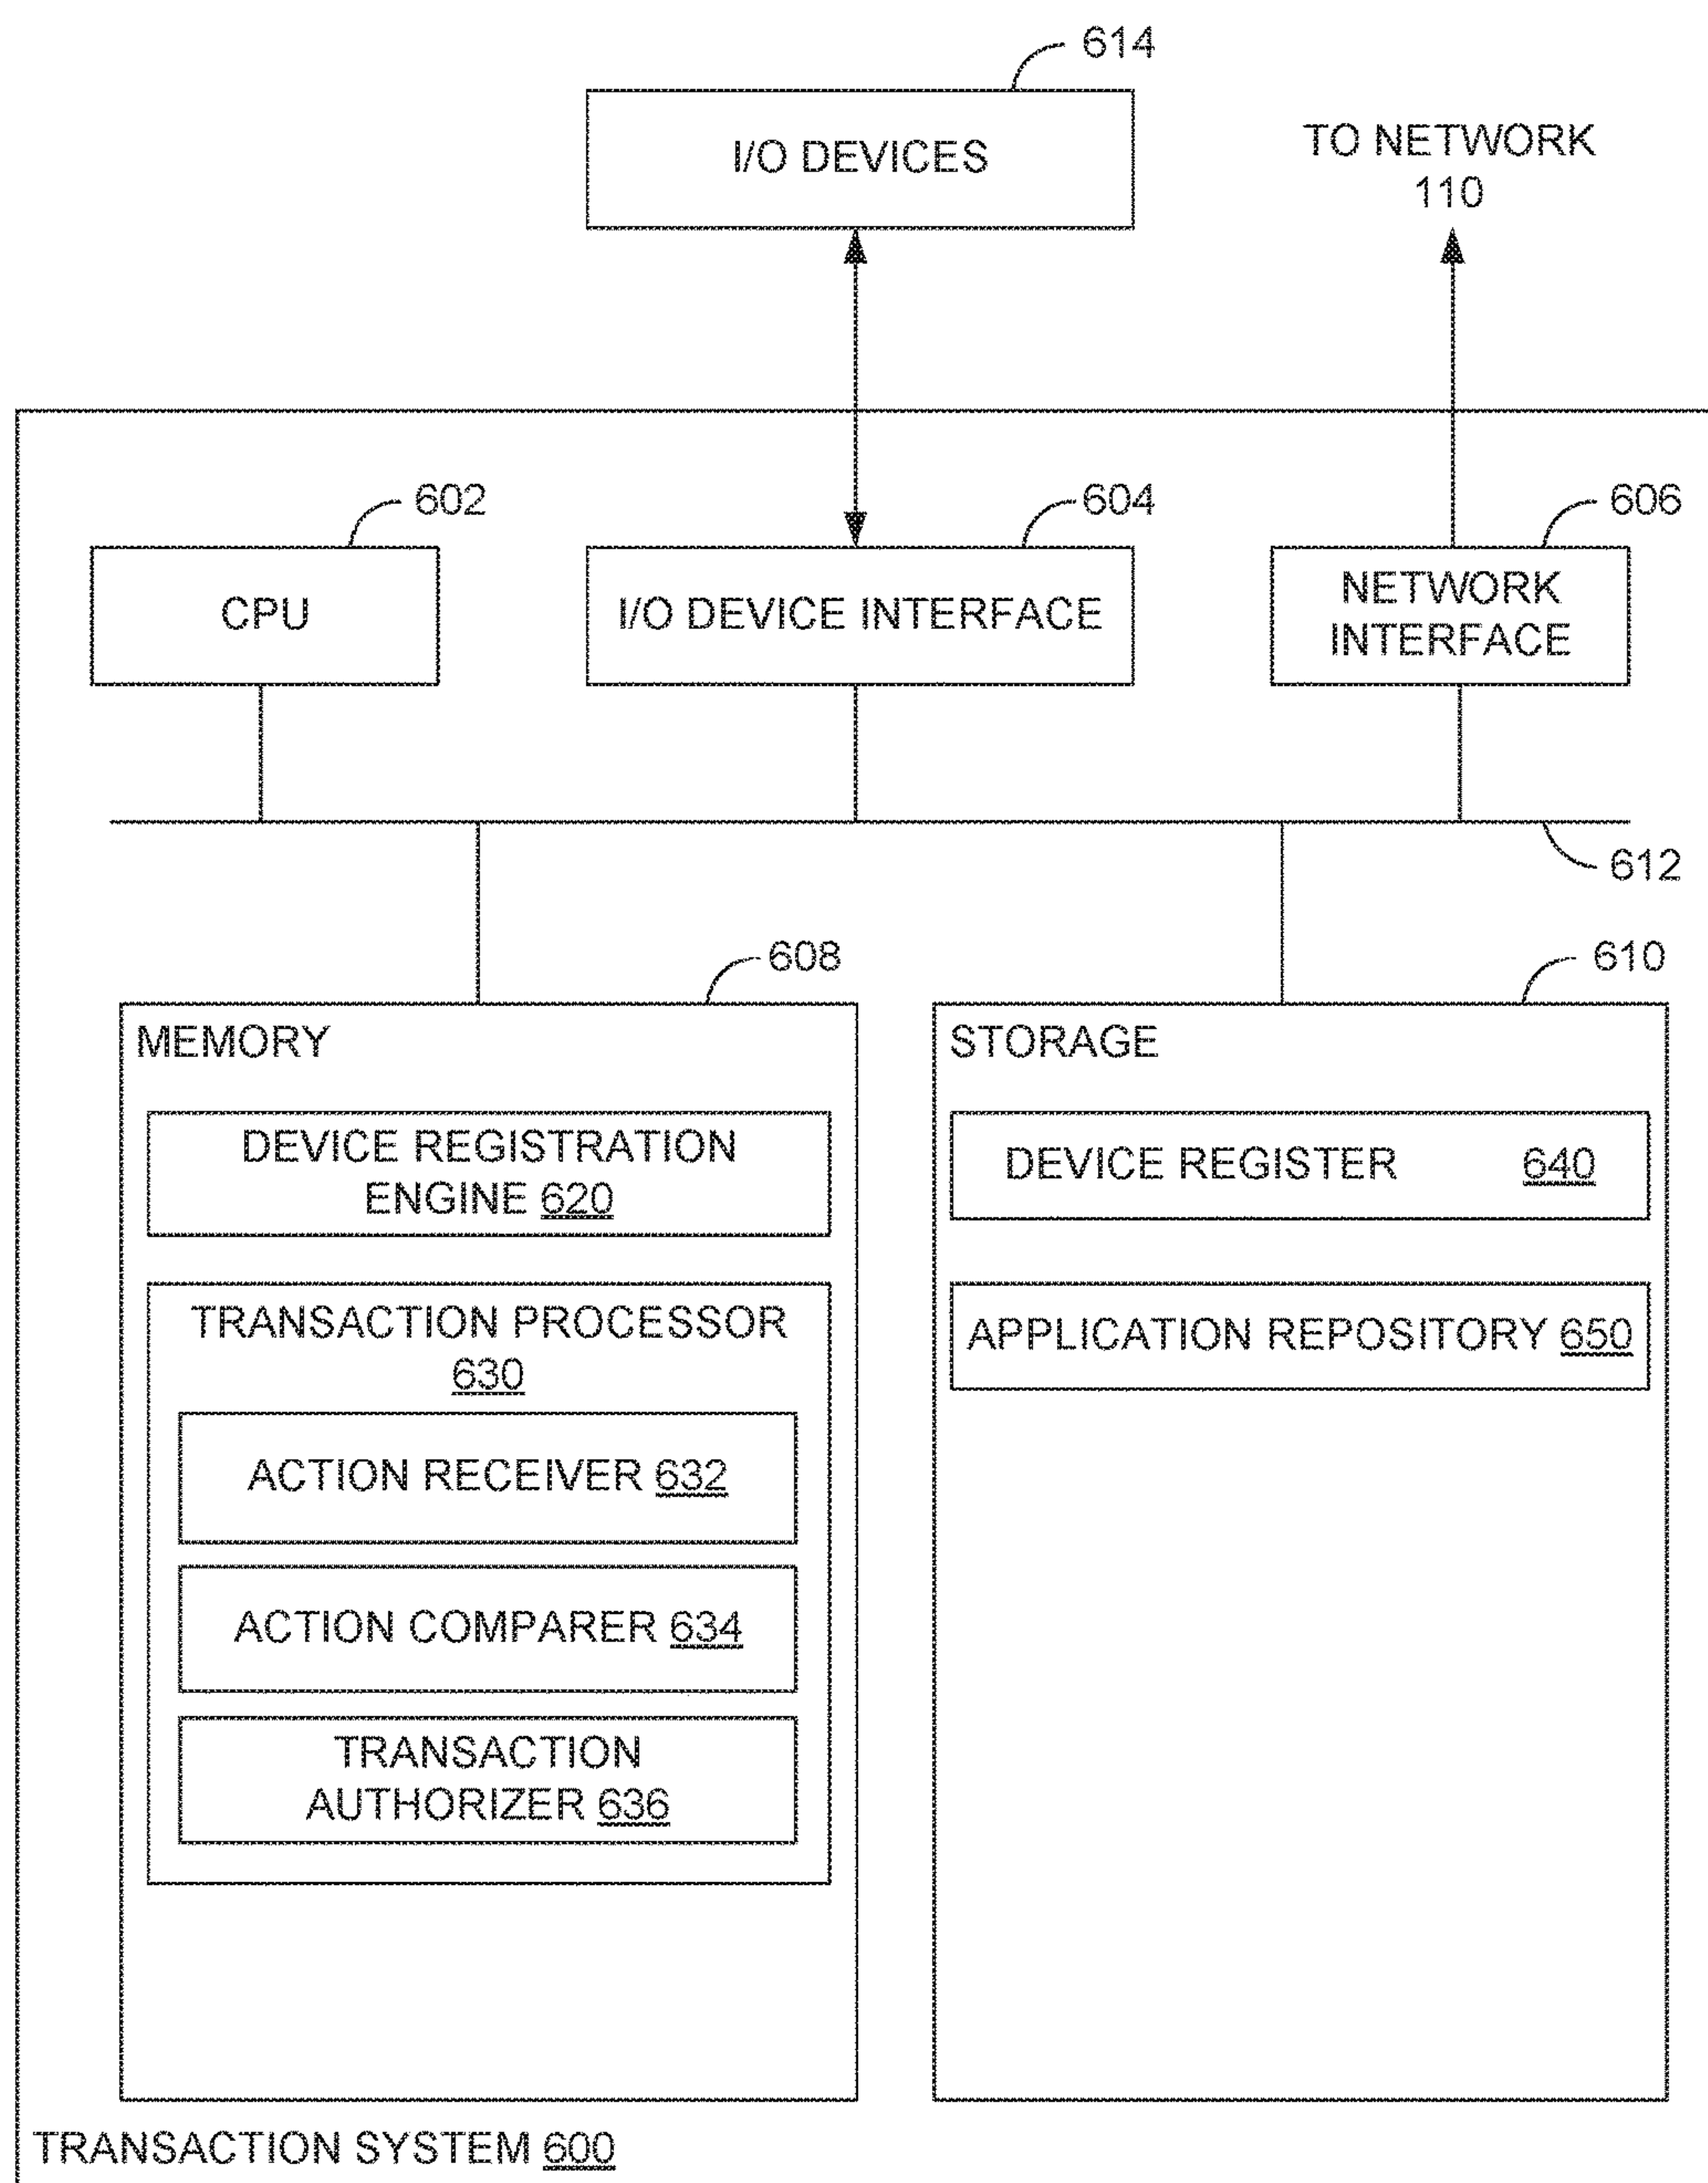 614
I/O DEVICES
TO NETWORK
110
602
604
606
CPU
I/O DEVICE INTERFACE
NETWORK
INTERFACE
612
608
610
MEMORY
DEVICE REGISTRATION
ENGINE 620
TRANSACTION PROCESSOR
630
ACTION RECEIVER 632
ACTION COMPARER 634
TRANSACTION
AUTHORIZER 636
STORAGE
DEVICE REGISTER 640
APPLICATION REPOSITORY 650
TRANSACTION SYSTEM 600